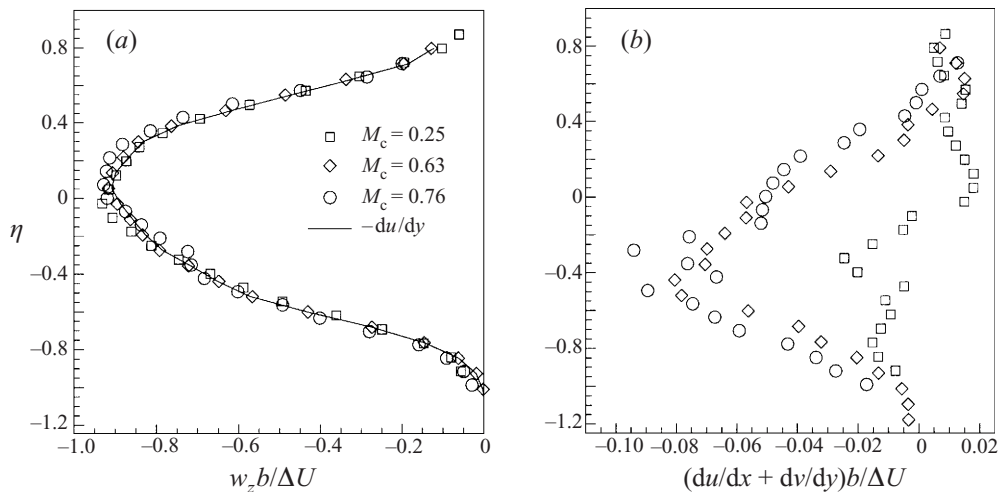 (a)
(b)
0.8
0.4
0
–0.4
–0.8
–1.2
η
M_c = 0.25
M_c = 0.63
M_c = 0.76
–du/dy
–1.0
–0.8
–0.6
–0.4
–0.2
0
w_z b/ΔU
0.8
0.4
0
–0.4
–0.8
–1.2
–0.10
–0.08
–0.06
–0.04
–0.02
0
0.02
(du/dx + dv/dy)b/ΔU